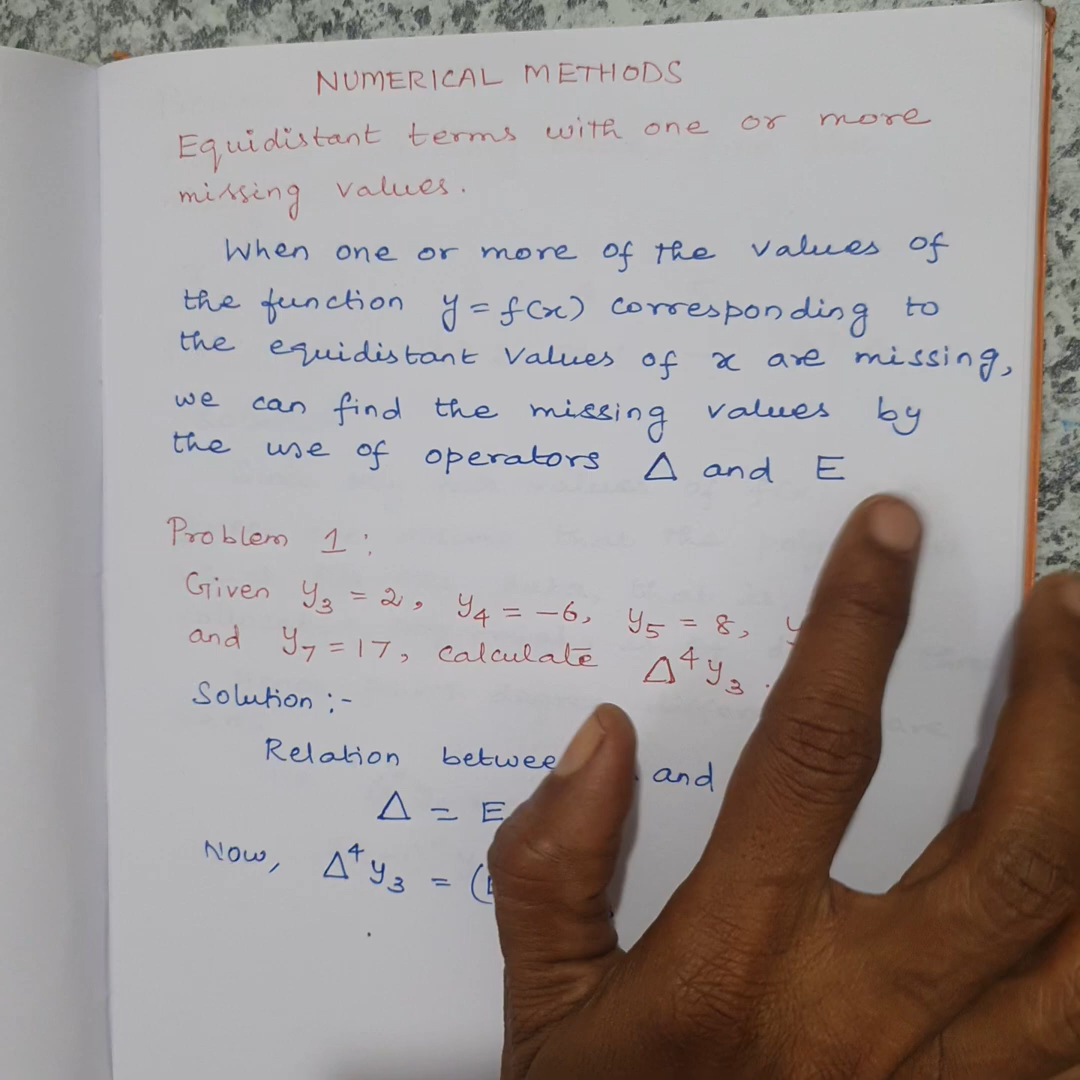 NUMERICAL METHODS
Equidistant terms with one or more
missing values.
When one or more of the values of
the function y = f(x) corresponding to
the equidistant values of x are missing,
we can find the missing values by
the use of operators Δ and E
Problem 1 :
Given y₃ = 2, y₄ = -6, y₅ = 8,
and y₇ = 17, calculate Δ⁴y₃.
Solution :-
Relation and
Δ = E
Now, Δ⁴y₃ = (